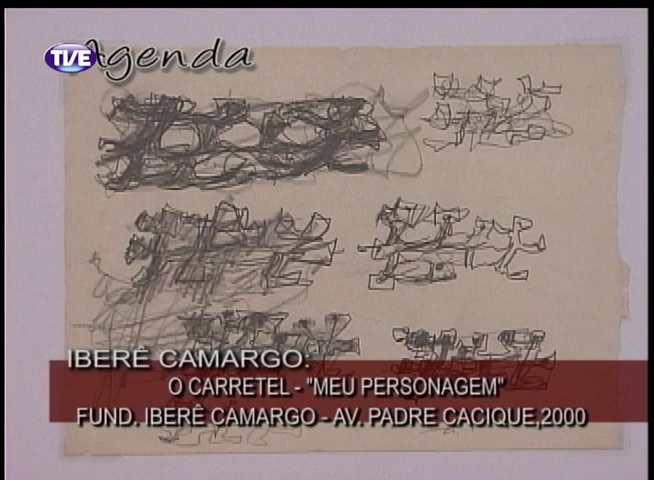 TVE
Agenda
IBERÊ CAMARGO:
O CARRETEL - "MEU PERSONAGEM"
FUND. IBERÊ CAMARGO - AV. PADRE CACIQUE,2000